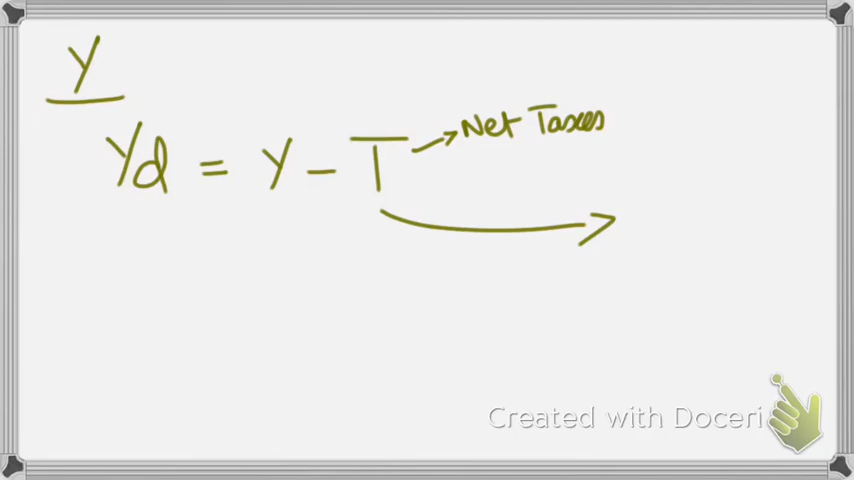 Y
Yd = Y - T → Net Taxes
Created with Doceri